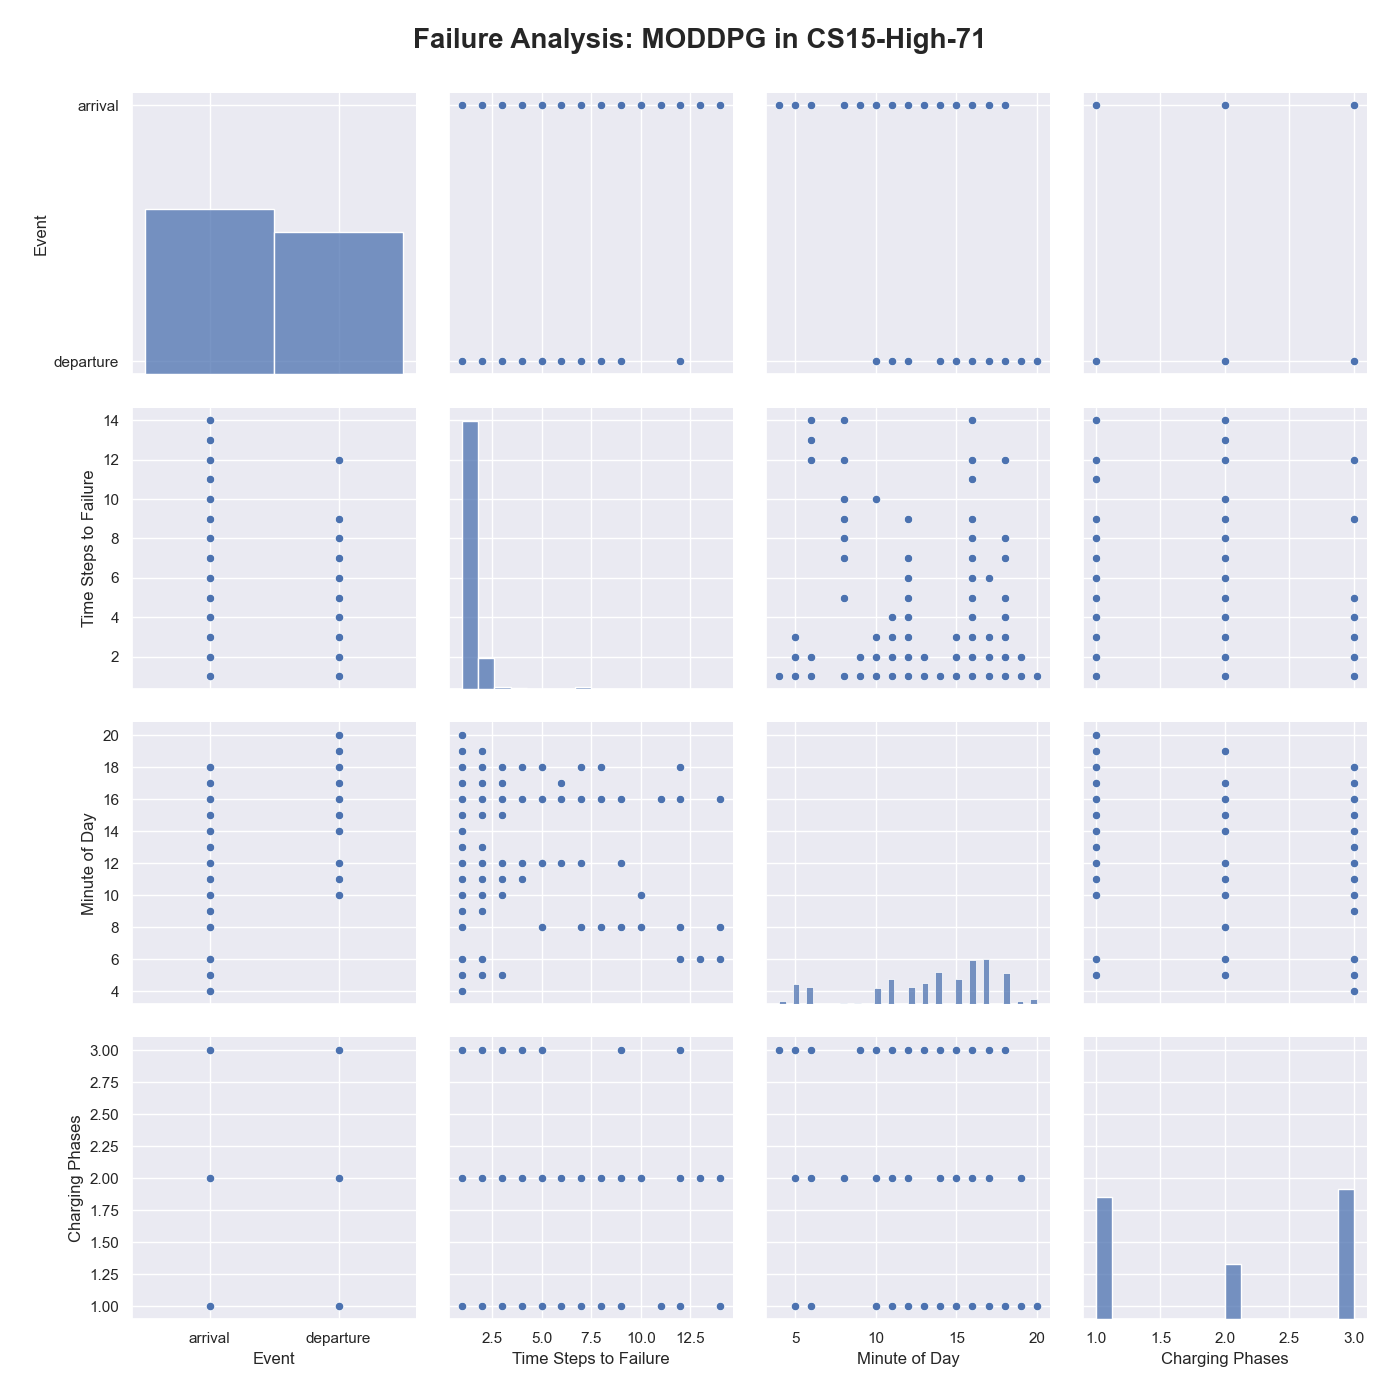 Failure Analysis: MODDPG in CS15-High-71
arrival
departure
Event
14
12
10
8
6
4
2
Time Steps to Failure
20
18
16
14
12
10
8
6
4
Minute of Day
3.00
2.75
2.50
2.25
2.00
1.75
1.50
1.25
1.00
Charging Phases
arrival departure
Event
2.5 5.0 7.5 10.0 12.5
Time Steps to Failure
5 10 15 20
Minute of Day
1.0 1.5 2.0 2.5 3.0
Charging Phases